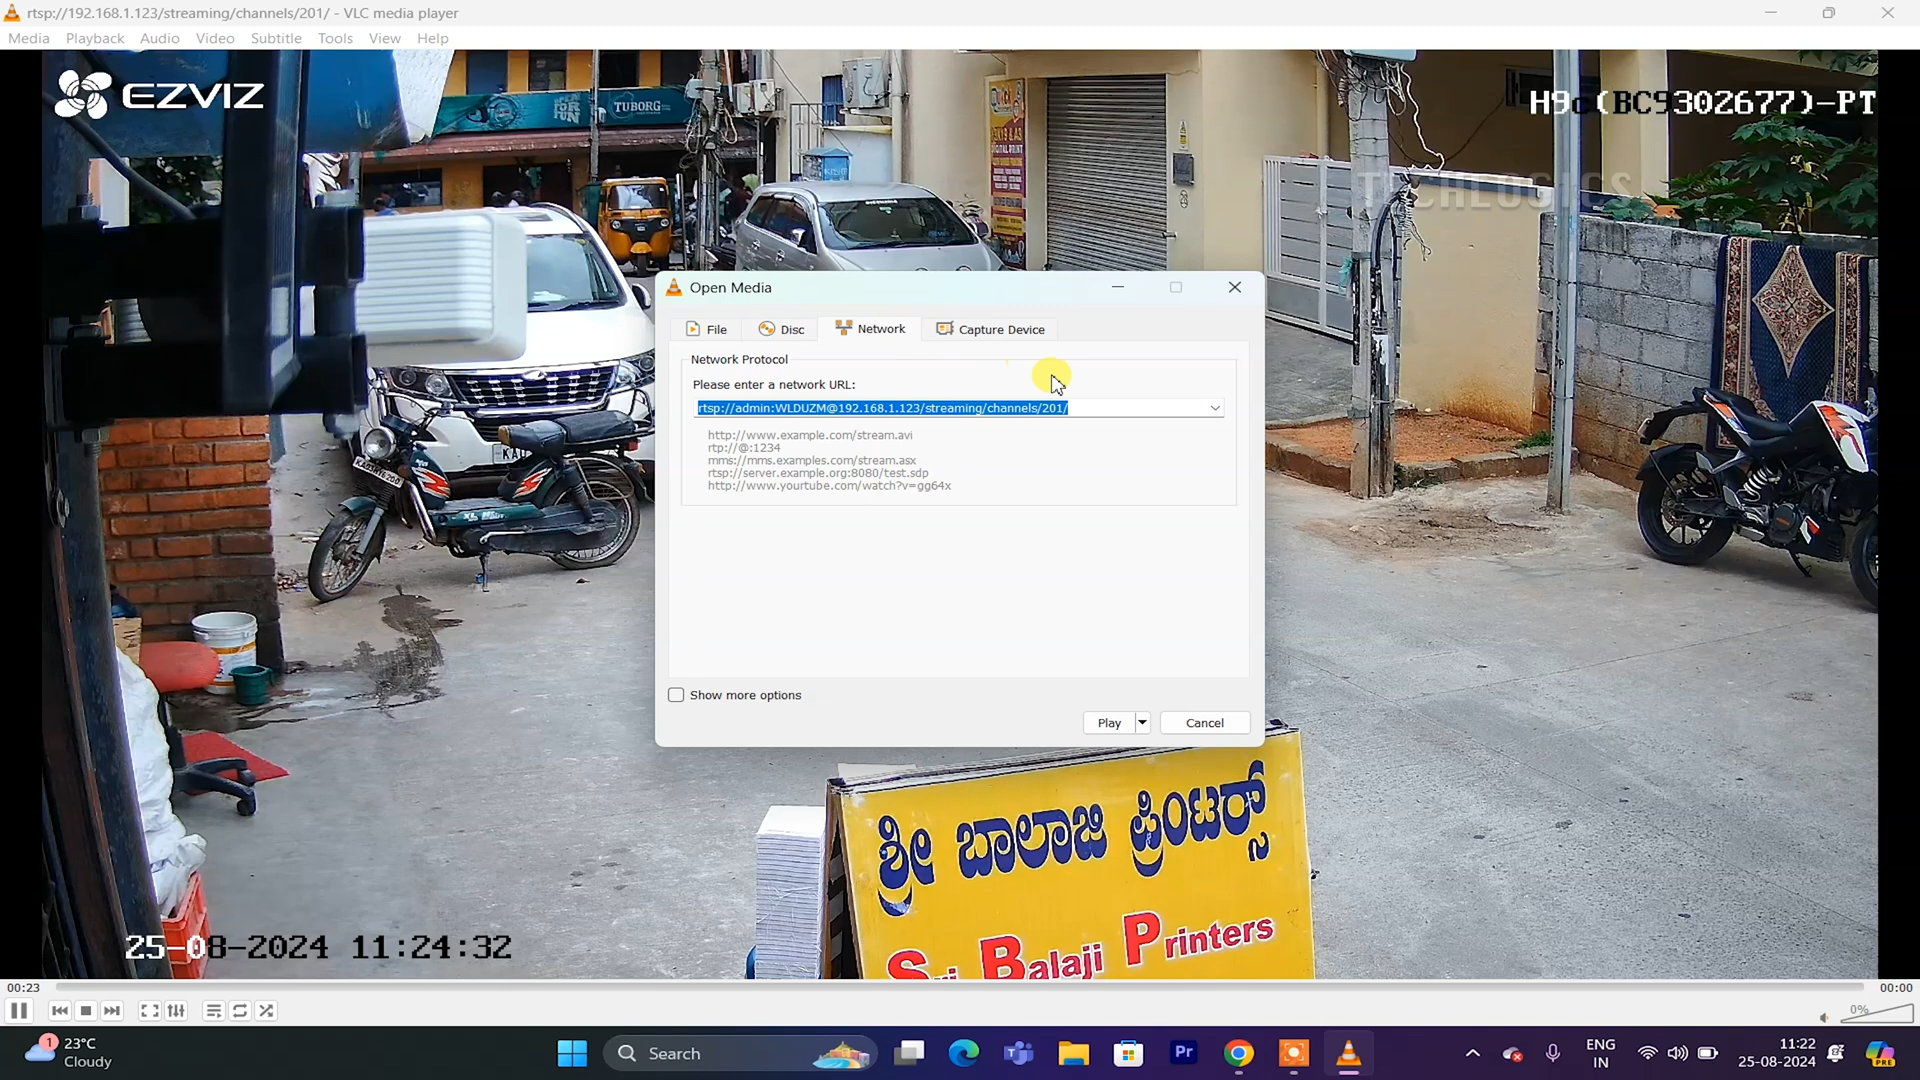 rtsp://192.168.1.123/streaming/channels/201/ - VLC media player
Media Playback Audio Video Subtitle Tools View Help
EZVIZ
H9c(BC9302677)-PT
TUBORG
TECHLOGICS
Open Media
File Disc Network Capture Device
Network Protocol
Please enter a network URL:
rtsp://admin:WLDUZM@192.168.1.123/streaming/channels/201/
http://www.example.com/stream.avi
rtp://@:1234
mms://mms.examples.com/stream.asx
rtsp://server.example.org:8080/test.sdp
http://www.yourtube.com/watch?v=gg64x
Show more options
Play Cancel
ಶ್ರೀ ಬಾಲಾಜಿ ಪ್ರಿಂಟರ್ಸ್
Sri Balaji Printers
25-08-2024 11:24:32
00:23
00:00
0%
1
23°C
Cloudy
Search
Pr
ENG
IN
11:22
25-08-2024
PRE